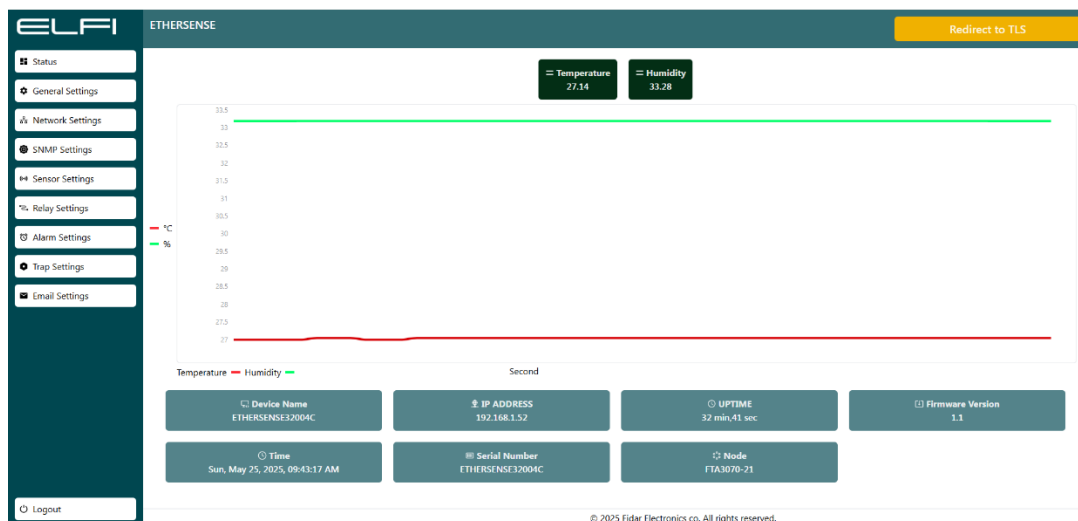 ELFI
ETHERSENSE
Redirect to TLS
Status
General Settings
Network Settings
SNMP Settings
Sensor Settings
Relay Settings
Alarm Settings
Trap Settings
Email Settings
Logout
Temperature
27.14
Humidity
33.28
33.5
33
32.5
32
31.5
31
30.5
30
29.5
29
28.5
28
27.5
27
°C
%
Temperature Humidity
Second
Device Name
ETHERSENSE32004C
IP ADDRESS
192.168.1.52
UPTIME
32 min,41 sec
Firmware Version
1.1
Time
Sun, May 25, 2025, 09:43:17 AM
Serial Number
ETHERSENSE32004C
Node
FTA3070-21
© 2025 Fidar Electronics co. All rights reserved.